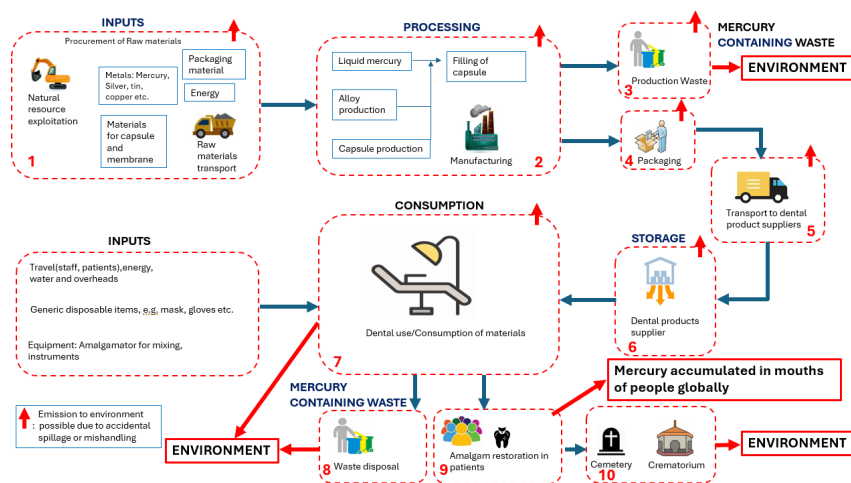 INPUTS
Procurement of Raw materials
Natural
resource
exploitation
Metals: Mercury,
Silver, tin,
copper etc.
Packaging
material
Energy
Materials
for capsule
and
membrane
Raw
materials
transport
1
PROCESSING
Liquid mercury
Filling of
capsule
Alloy
production
Capsule production
Manufacturing
2
MERCURY
CONTAINING WASTE
Production Waste
3
ENVIRONMENT
4
Packaging
Transport to dental
product suppliers
5
STORAGE
Dental products
supplier
6
CONSUMPTION
Dental use/Consumption of materials
7
INPUTS
Travel(staff, patients),energy,
water and overheads
Generic disposable items, e.g. mask, gloves etc.
Equipment: Amalgamator for mixing,
instruments
Emission to environment
: possible due to accidental
spillage or mishandling
ENVIRONMENT
MERCURY
CONTAINING WASTE
8
Waste disposal
Mercury accumulated in mouths
of people globally
9
Amalgam restoration in
patients
Cemetery
Crematorium
10
ENVIRONMENT